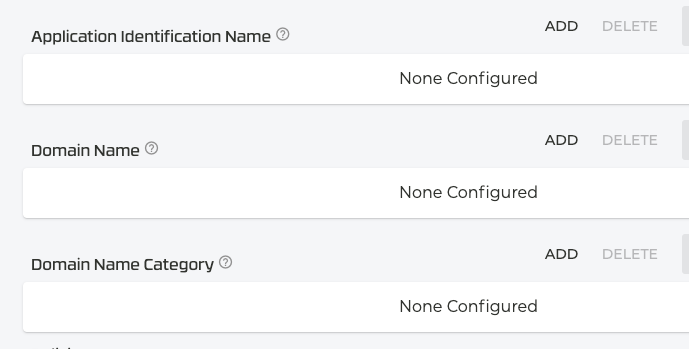 ADD DELETE
Application Identification Name
None Configured
ADD DELETE
Domain Name
None Configured
ADD DELETE
Domain Name Category
None Configured